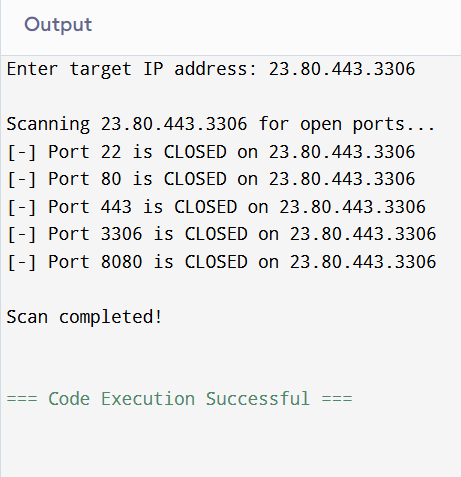 Output
Enter target IP address: 23.80.443.3306
Scanning 23.80.443.3306 for open ports...
[-] Port 22 is CLOSED on 23.80.443.3306
[-] Port 80 is CLOSED on 23.80.443.3306
[-] Port 443 is CLOSED on 23.80.443.3306
[-] Port 3306 is CLOSED on 23.80.443.3306
[-] Port 8080 is CLOSED on 23.80.443.3306
Scan completed!
=== Code Execution Successful ===